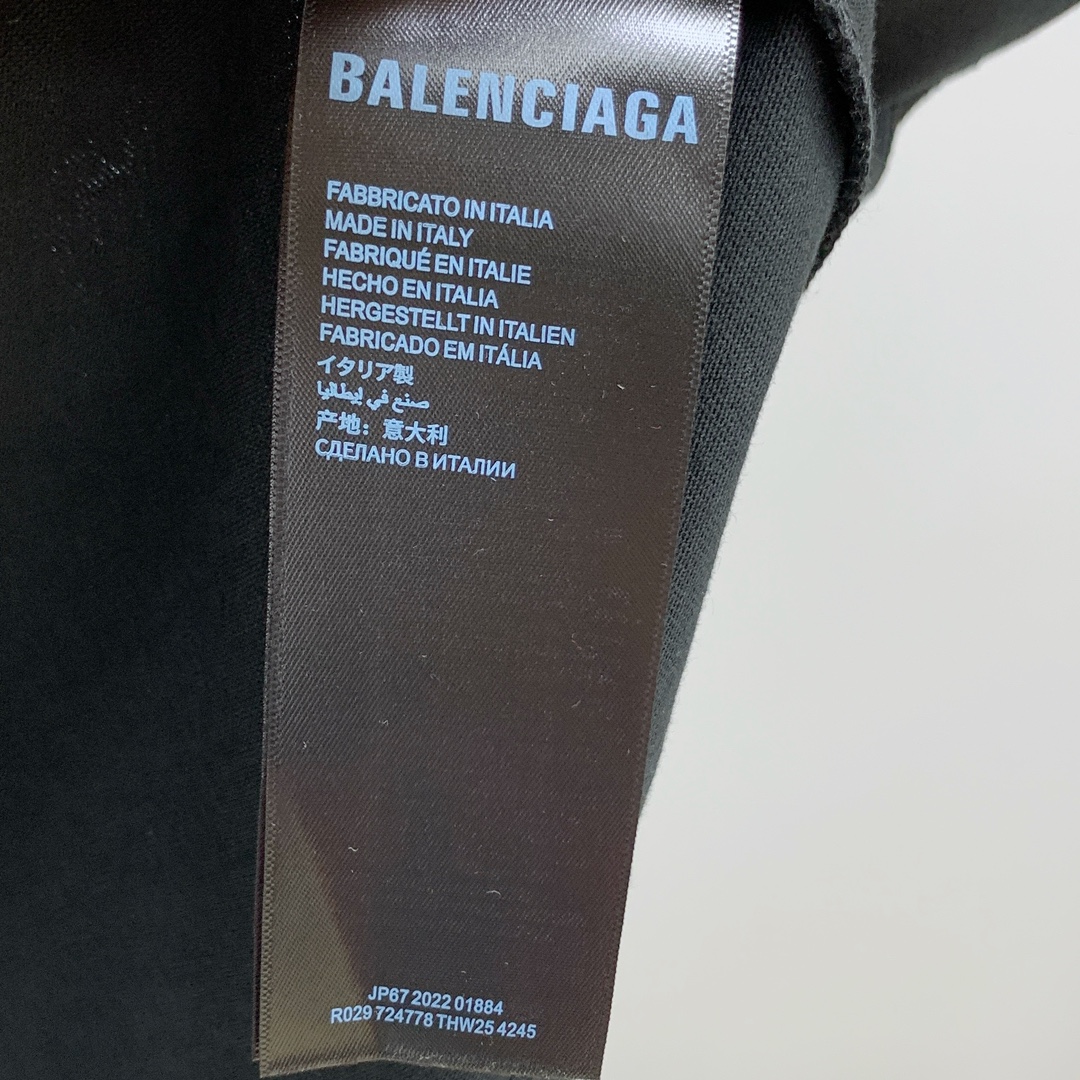 BALENCIAGA
FABBRICATO IN ITALIA
MADE IN ITALY
FABRIQUÉ EN ITALIE
HECHO EN ITALIA
HERGESTELLT IN ITALIEN
FABRICADO EM ITÁLIA
イタリア製
صنع في إيطاليا
产地：意大利
СДЕЛАНО В ИТАЛИИ
JP67 2022 01884
R029 724778 THW25 4245